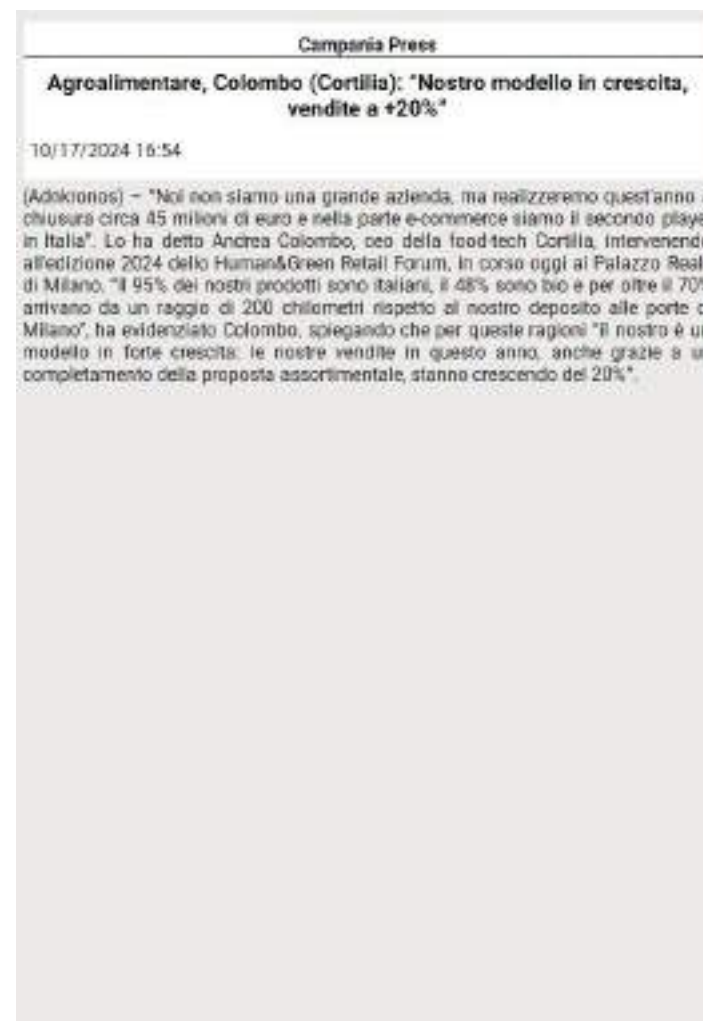 Campania Press
Agroalimentare, Colombo (Cortilia): "Nostro modello in crescita,
vendite a +20%"
10/17/2024 16:54
(Adnkronos) – "Noi non siamo una grande azienda, ma realizzeremo quest'anno a
chiusura circa 45 milioni di euro e nella parte e-commerce siamo il secondo playe
in Italia". Lo ha detto Andrea Colombo, ceo della food-tech Cortilia, intervenendo
all'edizione 2024 dello Human&Green Retail Forum, in corso oggi al Palazzo Real
di Milano. "Il 95% dei nostri prodotti sono italiani, il 48% sono bio e per oltre il 70%
arrivano da un raggio di 200 chilometri rispetto al nostro deposito alle porte d
Milano", ha evidenziato Colombo, spiegando che per queste ragioni "il nostro è un
modello in forte crescita: le nostre vendite in questo anno, anche grazie a un
completamento della proposta assortimentale, stanno crescendo del 20%".